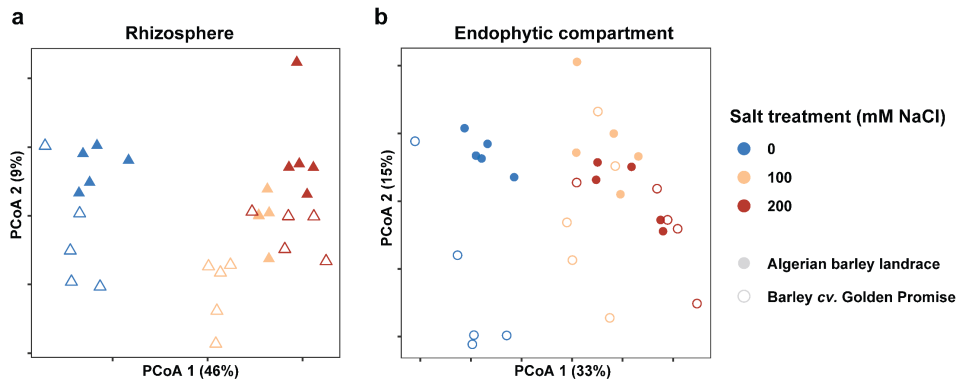 a
Rhizosphere
PCoA 2 (9%)
PCoA 1 (46%)
b
Endophytic compartment
PCoA 2 (15%)
PCoA 1 (33%)
Salt treatment (mM NaCl)
0
100
200
Algerian barley landrace
Barley cv. Golden Promise